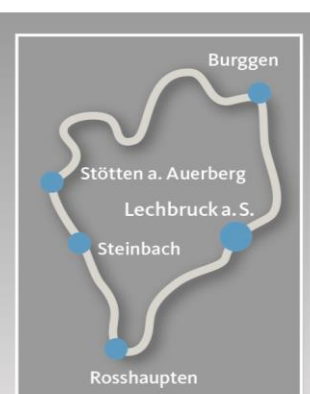 Burggen
Stötten a. Auerberg
Lechbruck a. S.
Steinbach
Rosshaupten